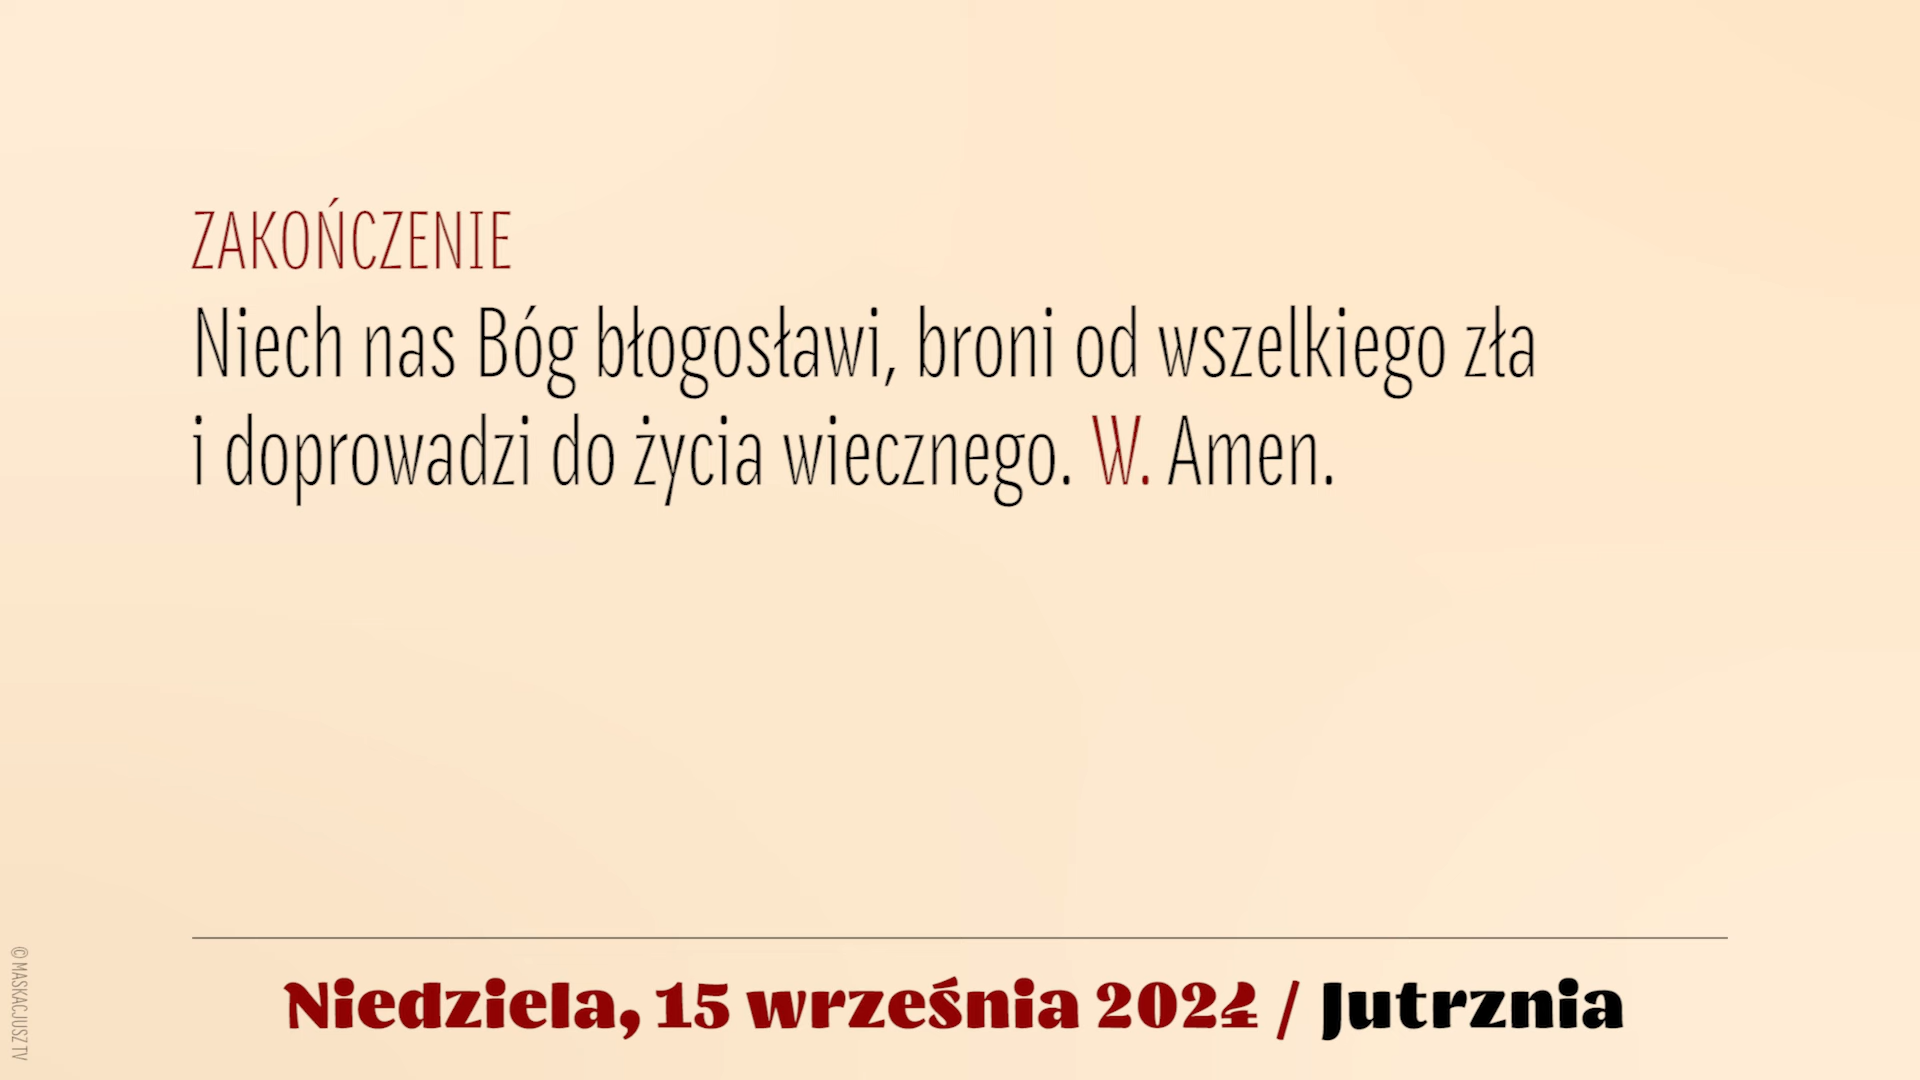 ZAKOŃCZENIE
Niech nas Bóg błogosławi, broni od wszelkiego zła
i doprowadzi do życia wiecznego. W. Amen.
Niedziela, 15 września 2024 / Jutrznia
© MASKACJUSZ TV